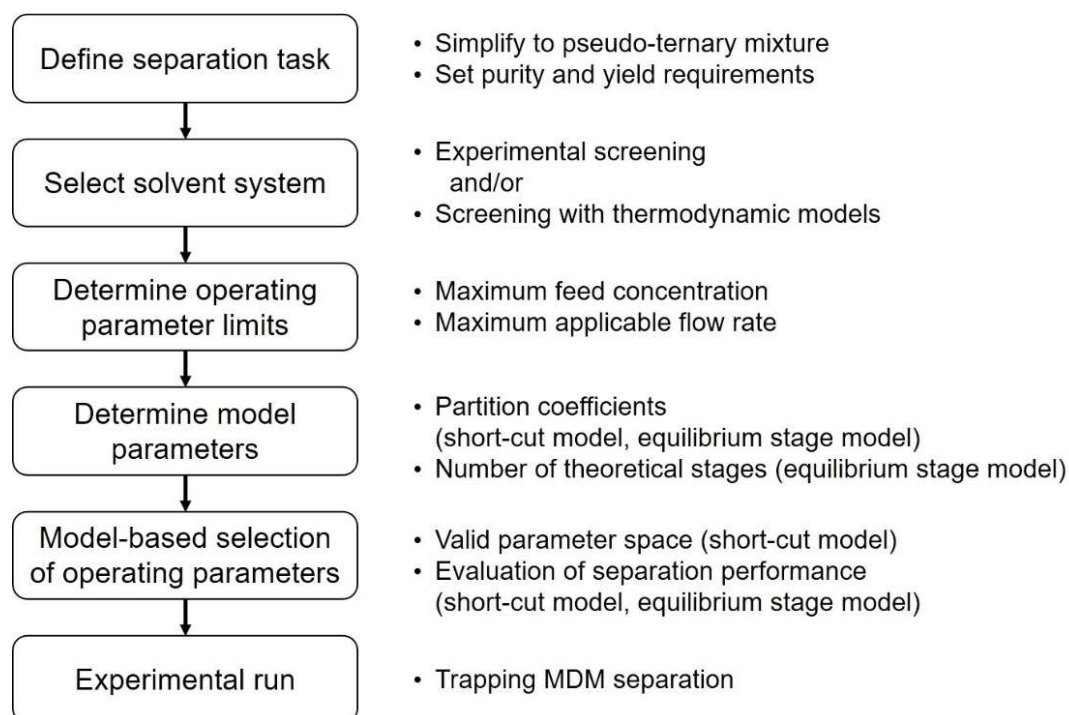 Define separation task
• Simplify to pseudo-ternary mixture
• Set purity and yield requirements
Select solvent system
• Experimental screening
and/or
• Screening with thermodynamic models
Determine operating
parameter limits
• Maximum feed concentration
• Maximum applicable flow rate
Determine model
parameters
• Partition coefficients
(short-cut model, equilibrium stage model)
• Number of theoretical stages (equilibrium stage model)
Model-based selection
of operating parameters
• Valid parameter space (short-cut model)
• Evaluation of separation performance
(short-cut model, equilibrium stage model)
Experimental run
• Trapping MDM separation